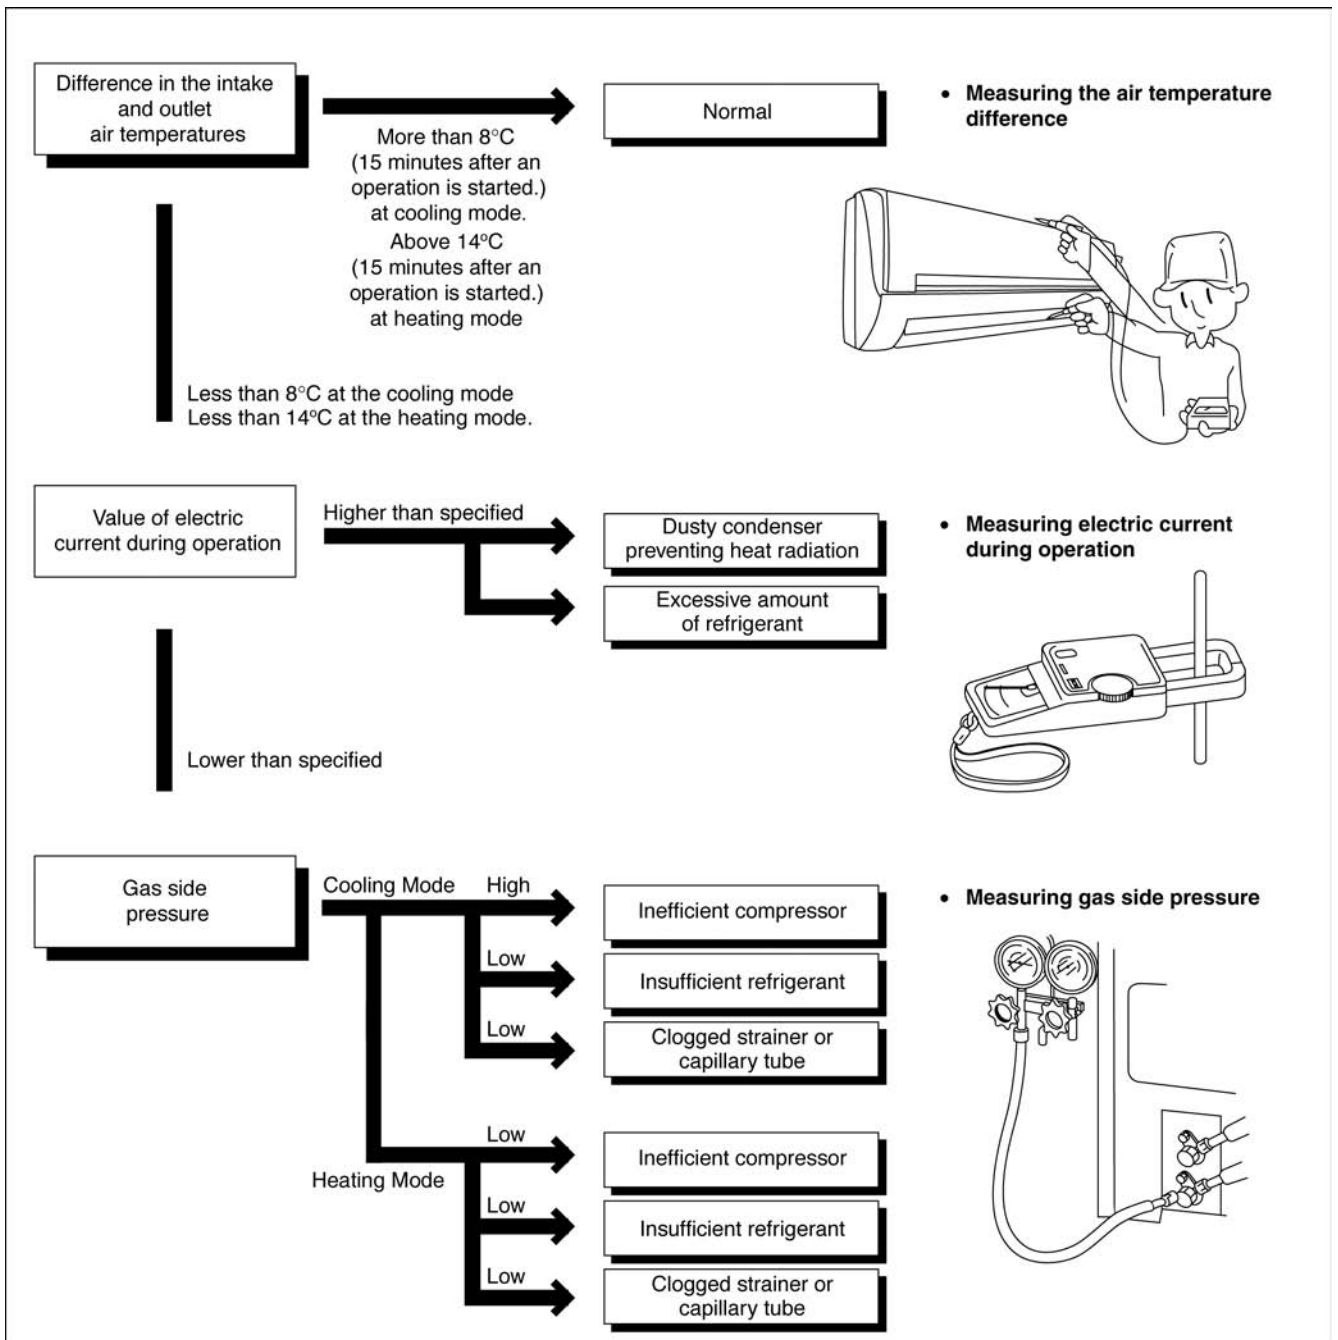 Difference in the intake
and outlet
air temperatures
More than 8°C
(15 minutes after an
operation is started.)
at cooling mode.
Above 14ºC
(15 minutes after an
operation is started.)
at heating mode
Normal
• Measuring the air temperature
difference
Less than 8°C at the cooling mode
Less than 14ºC at the heating mode.
Value of electric
current during operation
Higher than specified
Dusty condenser
preventing heat radiation
Excessive amount
of refrigerant
• Measuring electric current
during operation
Lower than specified
Gas side
pressure
Cooling Mode
High
Inefficient compressor
Low
Insufficient refrigerant
Low
Clogged strainer or
capillary tube
• Measuring gas side pressure
Heating Mode
Low
Inefficient compressor
Low
Insufficient refrigerant
Low
Clogged strainer or
capillary tube